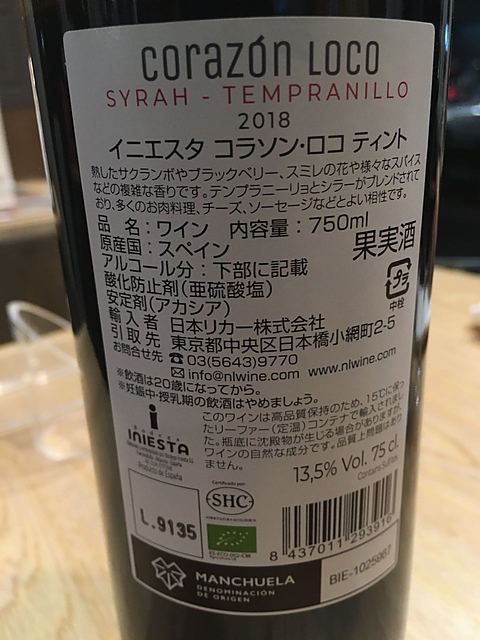 corazón loco
SYRAH - TEMPRANILLO
2018
イニエスタ コラソン・ロコ ティント
熟したサクランボやブラックベリー、スミレの花や様々なスパイス
などの複雑な香りです。テンプラニーリョとシラーがブレンドされて
おり、多くのお肉料理、チーズ、ソーセージなどとよい相性です。
品 名：ワイン 内容量：750ml
原産国：スペイン
果実酒
アルコール分：下部に記載
酸化防止剤(亜硫酸塩)
プラ
安定剤(アカシア)
中栓
輸入者 日本リカー株式会社
引取先 東京都中央区日本橋小網町2-5
お問合せ先 ☎03(5643)9770
✉info@nlwine.com www.nlwine.com
※飲酒は20歳になってから。
※妊娠中・授乳期の飲酒はやめましょう。
このワインは高品質保持のため、15℃に保っ
たリーファー(定温)コンテナで輸入されまし
た。瓶底に沈殿物が生じる場合がありますが、
ワインの自然な成分です。品質上問題はあり
ません。
bodega
INIESTA
Producto de España
13,5% Vol. 75 cl.
Contains Sulfites
L.9135
Certificado por:
SHC
ES-ECO-002-CM
8 437011 293916
MANCHUELA
DENOMINACIÓN
DE ORIGEN
BIE-1025967